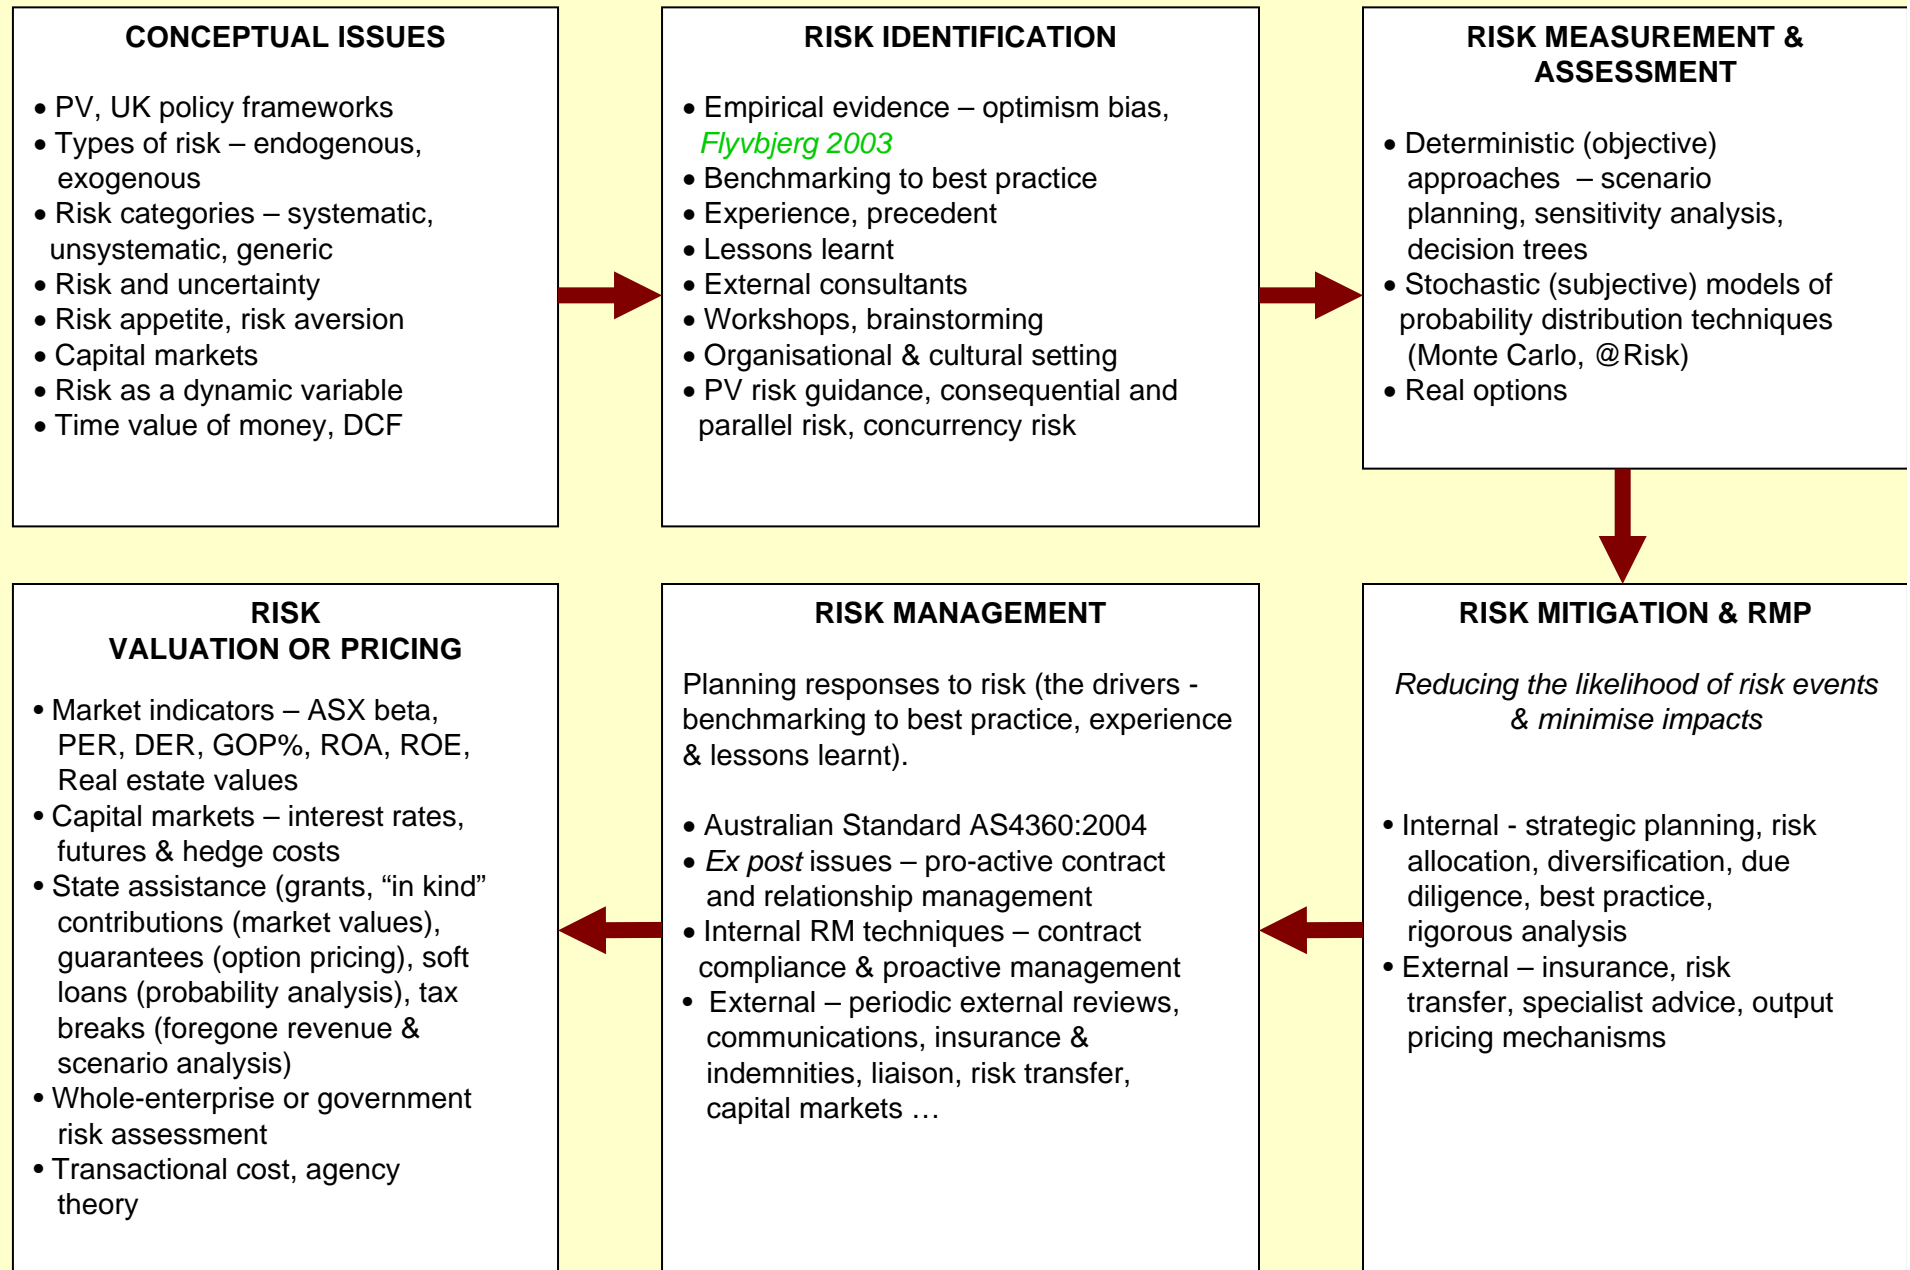 CONCEPTUAL ISSUES
• PV, UK policy frameworks
• Types of risk – endogenous,
exogenous
• Risk categories – systematic,
unsystematic, generic
• Risk and uncertainty
• Risk appetite, risk aversion
• Capital markets
• Risk as a dynamic variable
• Time value of money, DCF
RISK IDENTIFICATION
• Empirical evidence – optimism bias,
Flyvbjerg 2003
• Benchmarking to best practice
• Experience, precedent
• Lessons learnt
• External consultants
• Workshops, brainstorming
• Organisational & cultural setting
• PV risk guidance, consequential and
parallel risk, concurrency risk
RISK MEASUREMENT &
ASSESSMENT
• Deterministic (objective)
approaches – scenario
planning, sensitivity analysis,
decision trees
• Stochastic (subjective) models of
probability distribution techniques
(Monte Carlo, @Risk)
• Real options
RISK MITIGATION & RMP
Reducing the likelihood of risk events
& minimise impacts
• Internal - strategic planning, risk
allocation, diversification, due
diligence, best practice,
rigorous analysis
• External – insurance, risk
transfer, specialist advice, output
pricing mechanisms
RISK MANAGEMENT
Planning responses to risk (the drivers -
benchmarking to best practice, experience
& lessons learnt).
• Australian Standard AS4360:2004
• Ex post issues – pro-active contract
and relationship management
• Internal RM techniques – contract
compliance & proactive management
• External – periodic external reviews,
communications, insurance &
indemnities, liaison, risk transfer,
capital markets …
RISK
VALUATION OR PRICING
• Market indicators – ASX beta,
PER, DER, GOP%, ROA, ROE,
Real estate values
• Capital markets – interest rates,
futures & hedge costs
• State assistance (grants, “in kind”
contributions (market values),
guarantees (option pricing), soft
loans (probability analysis), tax
breaks (foregone revenue &
scenario analysis)
• Whole-enterprise or government
risk assessment
• Transactional cost, agency
theory